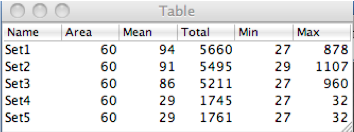 Table
Name Area Mean Total Min Max
Set1 60 94 5660 27 878
Set2 60 91 5495 29 1107
Set3 60 86 5211 27 960
Set4 60 29 1745 27 32
Set5 60 29 1761 27 32